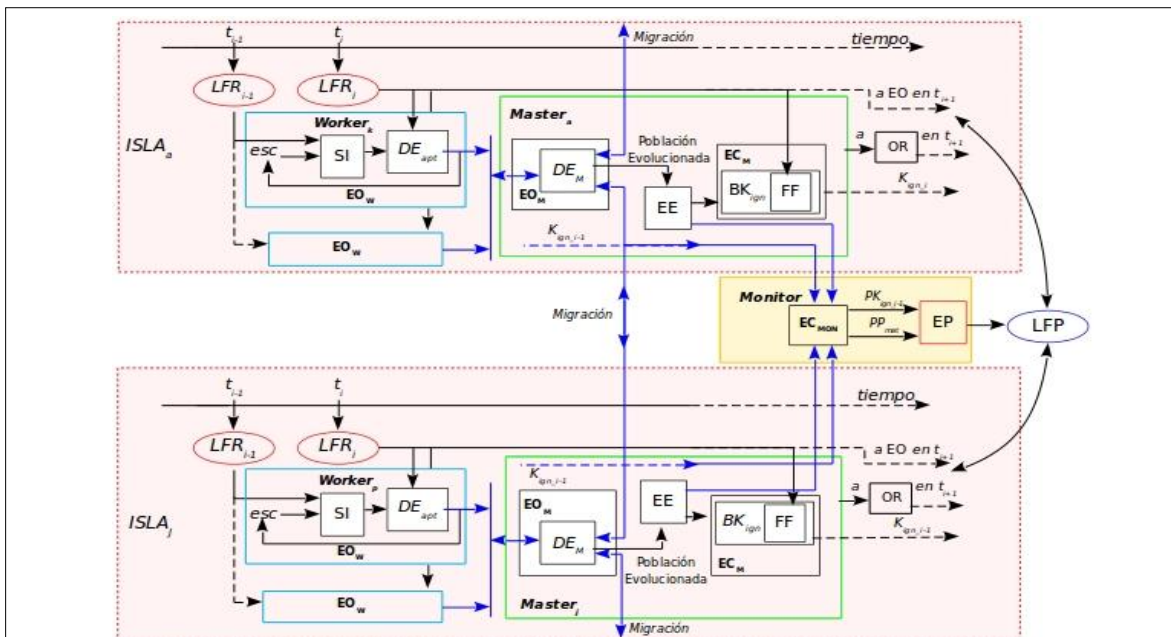 t i-1
t i
Migración
tiempo
LFR i-1
LFR i
a EO en t i+1
ISLA a
Worker k
esc
SI
DE apt
EO W
EO W
Master a
DE M
EO M
Población
Evolucionada
EE
EC M
BK ign
FF
a
OR
en t i+1
K ign_i
K ign_i-1
Migración
Monitor
EC MON
PK ign_i-1
PP mat
EP
LFP
t i-1
t i
tiempo
LFR i-1
LFR i
a EO en t i+1
ISLA j
Worker p
esc
SI
DE apt
EO W
EO W
K ign_i-1
EO M
DE M
EE
Población
Evolucionada
BK ign
FF
EC M
a
OR
en t i+1
K ign_i-1
Master j
Migración